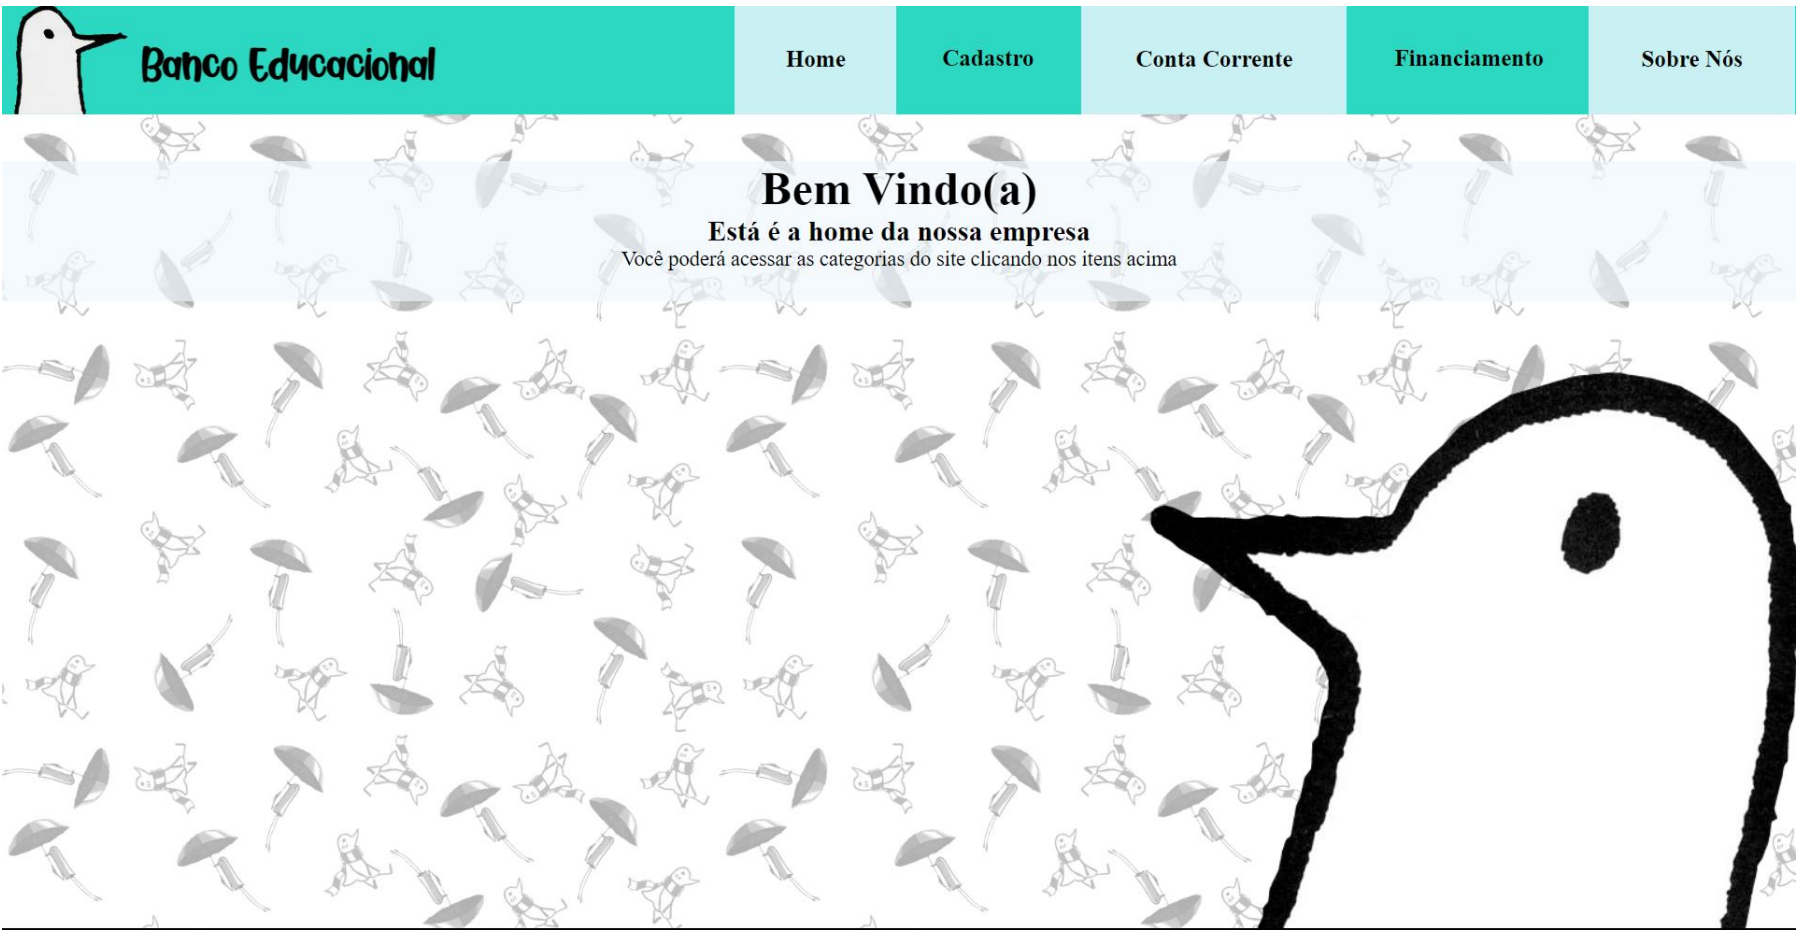 Banco Educacional
Home
Cadastro
Conta Corrente
Financiamento
Sobre Nós
Bem Vindo(a)
Está é a home da nossa empresa
Você poderá acessar as categorias do site clicando nos itens acima